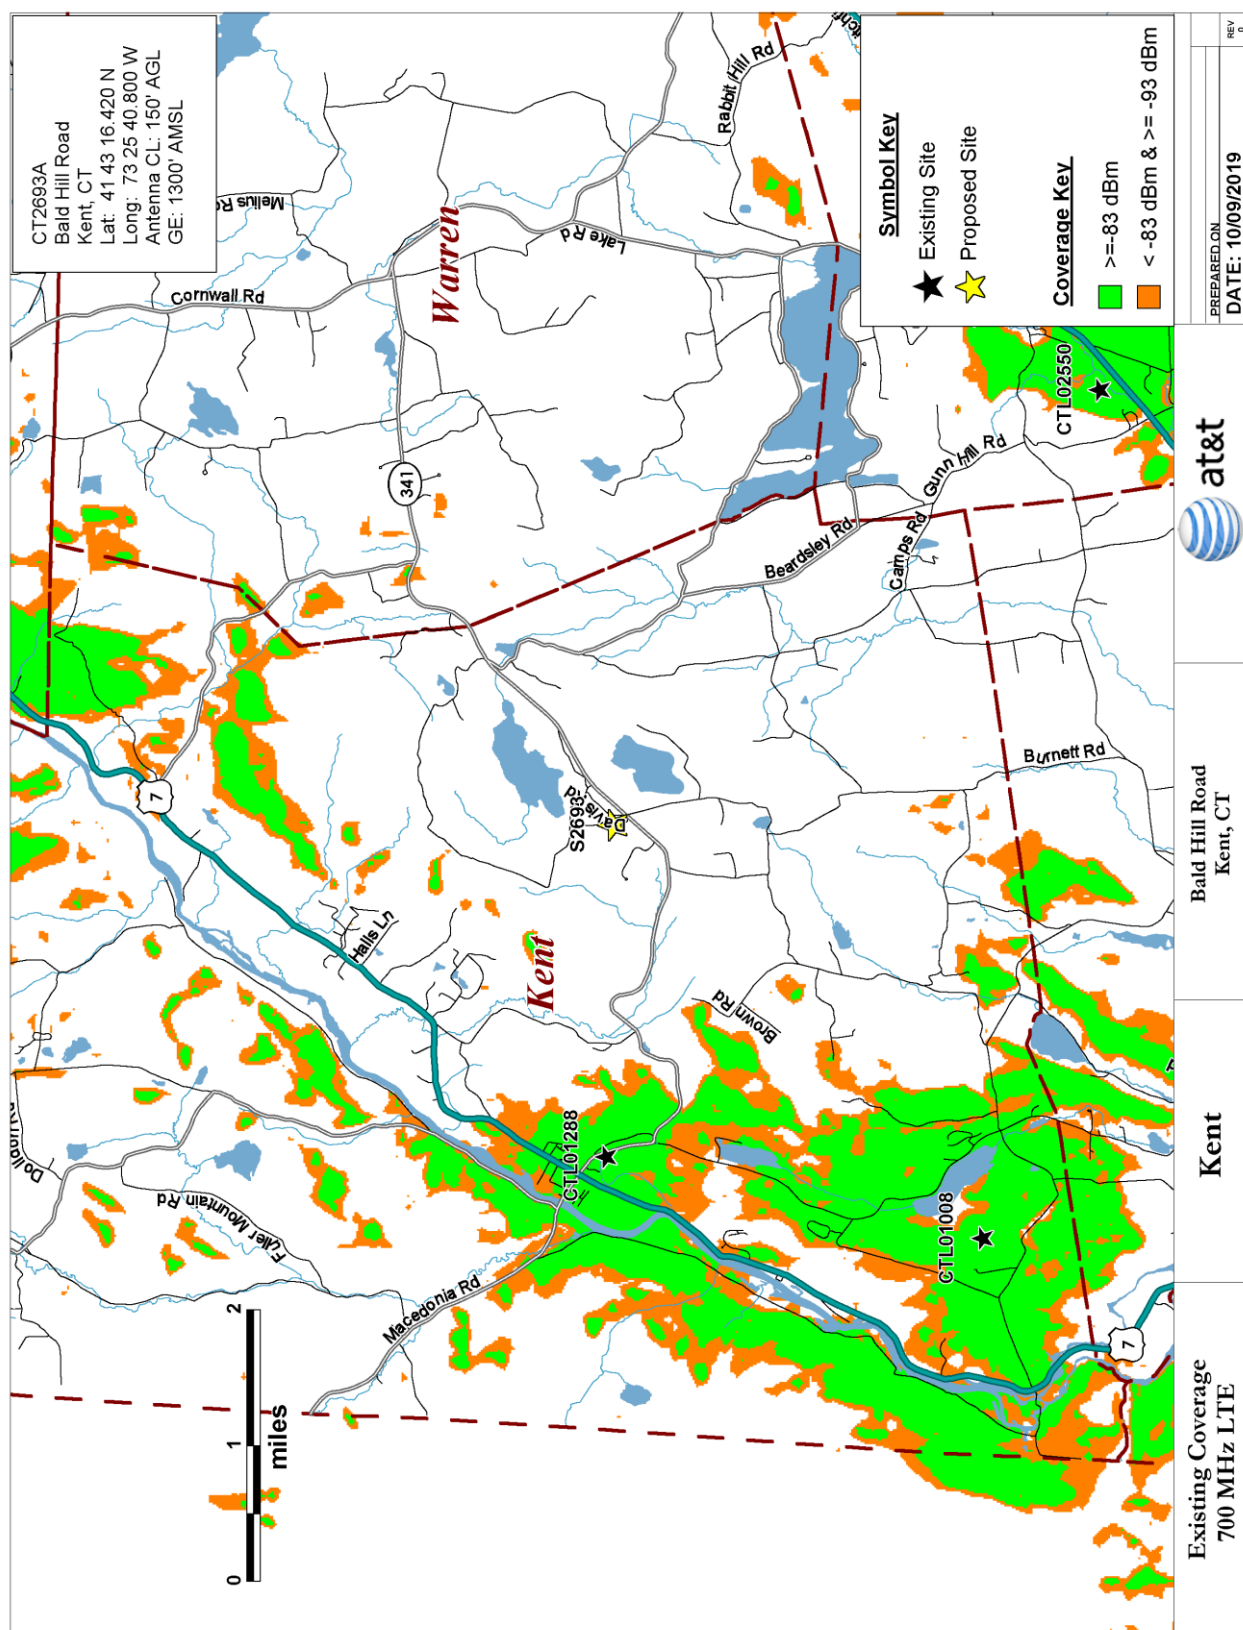 CT2693A
Bald Hill Road
Kent, CT
Lat: 41 43 16.420 N
Long: 73 25 40.800 W
Antenna CL: 150' AGL
GE: 1300' AMSL
Melius Rd
Cornwall Rd
Warren
Lake Rd
Rabbit Hill Rd
341
7
Halls Ln
S2693
Davis Rd
Kent
Beardsley Rd
Camps Rd
Gunn Hill Rd
Burnett Rd
Brown Rd
CTL02550
CTL01288
CTL01008
Fuller Mountain Rd
Macedonia Rd
7
0 1 2
miles
Symbol Key
Existing Site
Proposed Site
Coverage Key
>=-83 dBm
< -83 dBm & >= -93 dBm
Existing Coverage
700 MHz LTE
Kent
Bald Hill Road
Kent, CT
at&t
PREPARED ON
DATE: 10/09/2019
REV
0